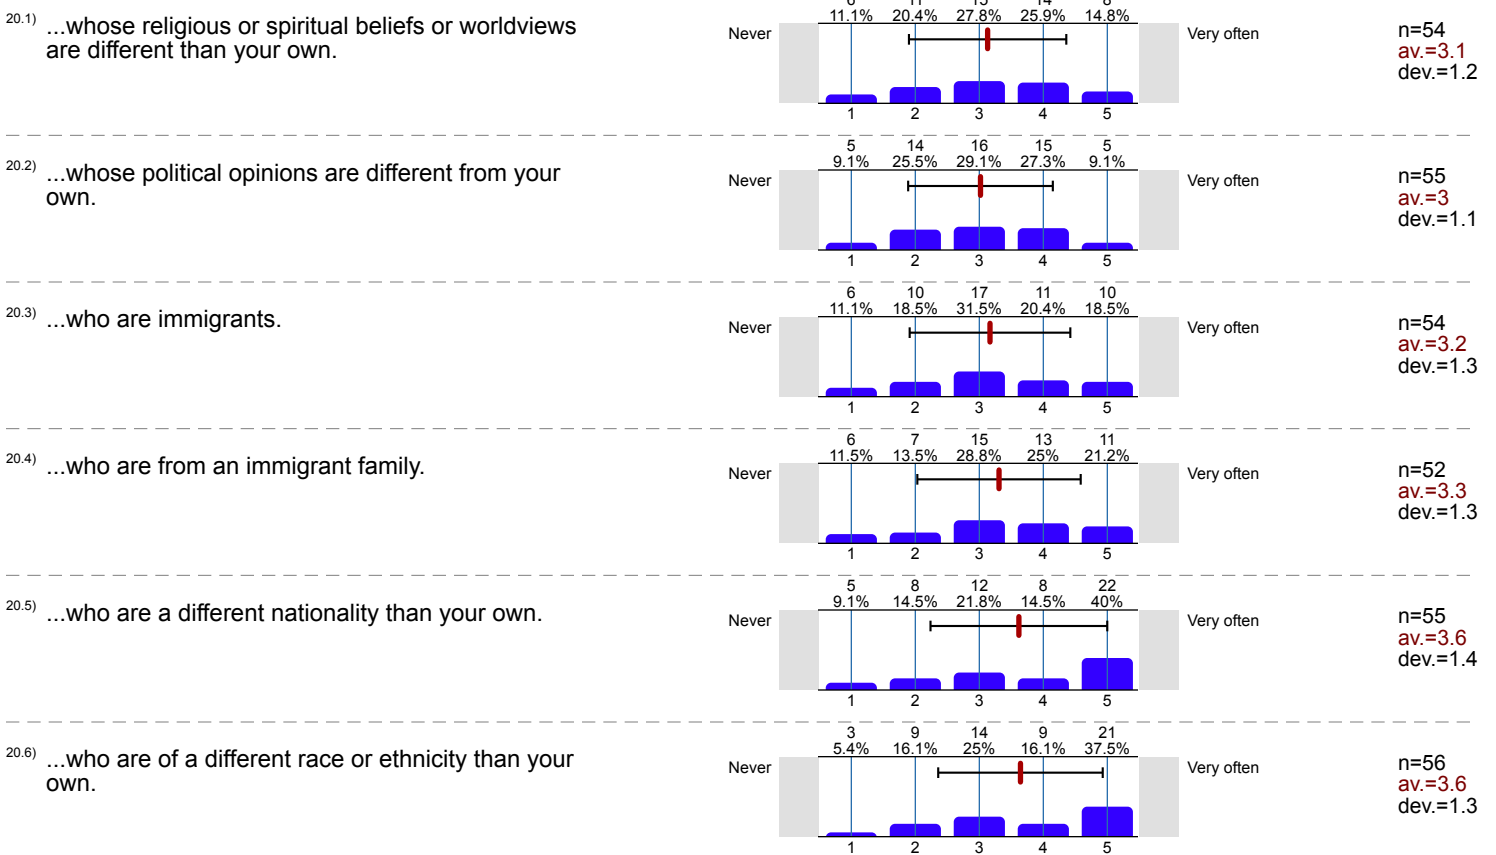 6 11 15 14 8
11.1% 20.4% 27.8% 25.9% 14.8%
20.1) ...whose religious or spiritual beliefs or worldviews
are different than your own.
Never
Very often
n=54
av.=3.1
dev.=1.2
1 2 3 4 5
5 14 16 15 5
9.1% 25.5% 29.1% 27.3% 9.1%
20.2) ...whose political opinions are different from your
own.
Never
Very often
n=55
av.=3
dev.=1.1
1 2 3 4 5
6 10 17 11 10
11.1% 18.5% 31.5% 20.4% 18.5%
20.3) ...who are immigrants.
Never
Very often
n=54
av.=3.2
dev.=1.3
1 2 3 4 5
6 7 15 13 11
11.5% 13.5% 28.8% 25% 21.2%
20.4) ...who are from an immigrant family.
Never
Very often
n=52
av.=3.3
dev.=1.3
1 2 3 4 5
5 8 12 8 22
9.1% 14.5% 21.8% 14.5% 40%
20.5) ...who are a different nationality than your own.
Never
Very often
n=55
av.=3.6
dev.=1.4
1 2 3 4 5
3 9 14 9 21
5.4% 16.1% 25% 16.1% 37.5%
20.6) ...who are of a different race or ethnicity than your
own.
Never
Very often
n=56
av.=3.6
dev.=1.3
1 2 3 4 5